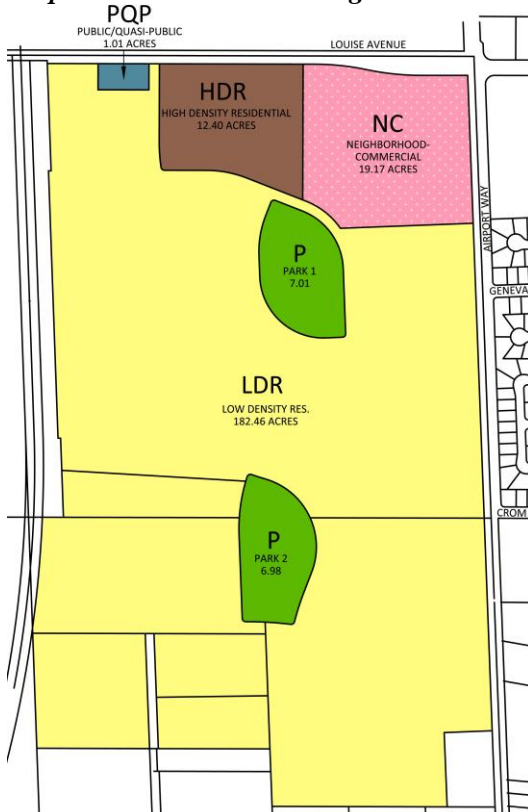 PQP
PUBLIC/QUASI-PUBLIC
1.01 ACRES
LOUISE AVENUE
HDR
HIGH DENSITY RESIDENTIAL
12.40 ACRES
NC
NEIGHBORHOOD-
COMMERCIAL
19.17 ACRES
AIRPORT WAY
P
PARK 1
7.01
GENEVA
LDR
LOW DENSITY RES.
182.46 ACRES
CROM
P
PARK 2
6.98